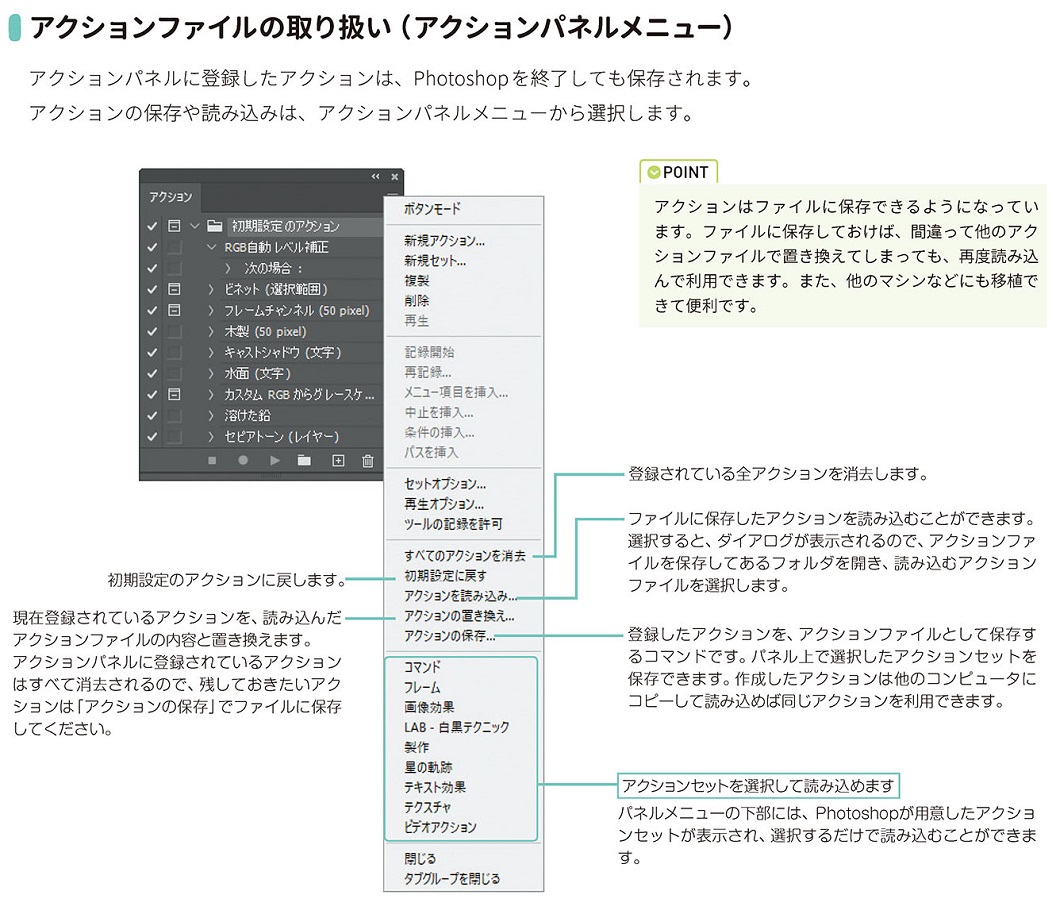 アクションファイルの取り扱い（アクションパネルメニュー）
アクションパネルに登録したアクションは、Photoshopを終了しても保存されます。
アクションの保存や読み込みは、アクションパネルメニューから選択します。
アクション
初期設定のアクション
RGB自動レベル補正
次の場合：
ビネット (選択範囲)
フレームチャンネル (50 pixel)
木製 (50 pixel)
キャストシャドウ (文字)
水面 (文字)
カスタム RGB からグレースケ...
溶けた鉛
セピアトーン (レイヤー)
ボタンモード
新規アクション...
新規セット...
複製
削除
再生
記録開始
再記録...
メニュー項目を挿入...
中止を挿入...
条件の挿入...
パスを挿入
セットオプション...
再生オプション...
ツールの記録を許可
すべてのアクションを消去
初期設定に戻す
アクションを読み込み...
アクションの置き換え...
アクションの保存...
コマンド
フレーム
画像効果
LAB - 白黒テクニック
製作
星の軌跡
テキスト効果
テクスチャ
ビデオアクション
閉じる
タブグループを閉じる
POINT
アクションはファイルに保存できるようになってい
ます。ファイルに保存しておけば、間違って他のアク
ションファイルで置き換えてしまっても、再度読み込
んで利用できます。また、他のマシンなどにも移植で
きて便利です。
登録されている全アクションを消去します。
ファイルに保存したアクションを読み込むことができます。
選択すると、ダイアログが表示されるので、アクションファ
イルを保存してあるフォルダを開き、読み込むアクション
ファイルを選択します。
初期設定のアクションに戻します。
現在登録されているアクションを、読み込んだ
アクションファイルの内容と置き換えます。
アクションパネルに登録されているアクション
はすべて消去されるので、残しておきたいアク
ションは「アクションの保存」でファイルに保存
してください。
登録したアクションを、アクションファイルとして保存す
るコマンドです。パネル上で選択したアクションセットを
保存できます。作成したアクションは他のコンピュータに
コピーして読み込めば同じアクションを利用できます。
アクションセットを選択して読み込めます
パネルメニューの下部には、Photoshopが用意したアクショ
ンセットが表示され、選択するだけで読み込むことができま
す。